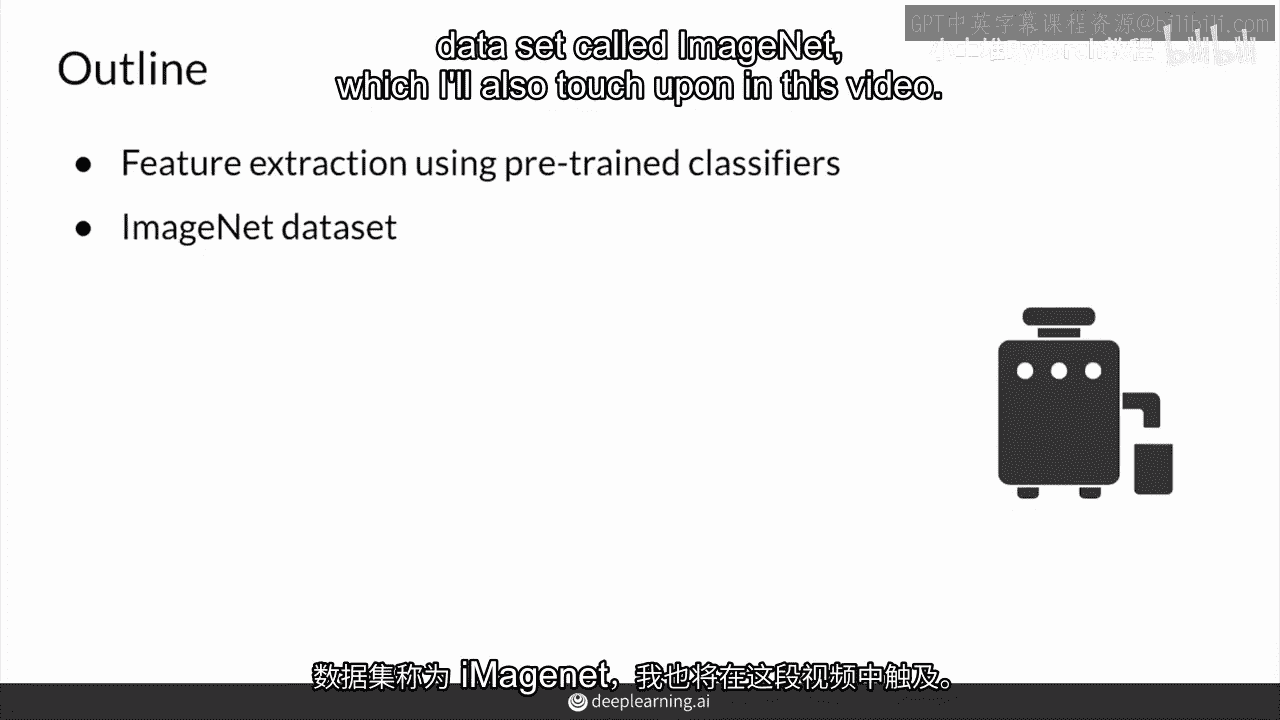 GPT中英字幕课程资源@bilibili.com
data set called ImageNet,
bilibili
which I'll also touch upon in this video.
Outline
● Feature extraction using pre-trained classifiers
● ImageNet dataset
数据集称为 iMagenet，我也将在这段视频中触及。
deeplearning.ai